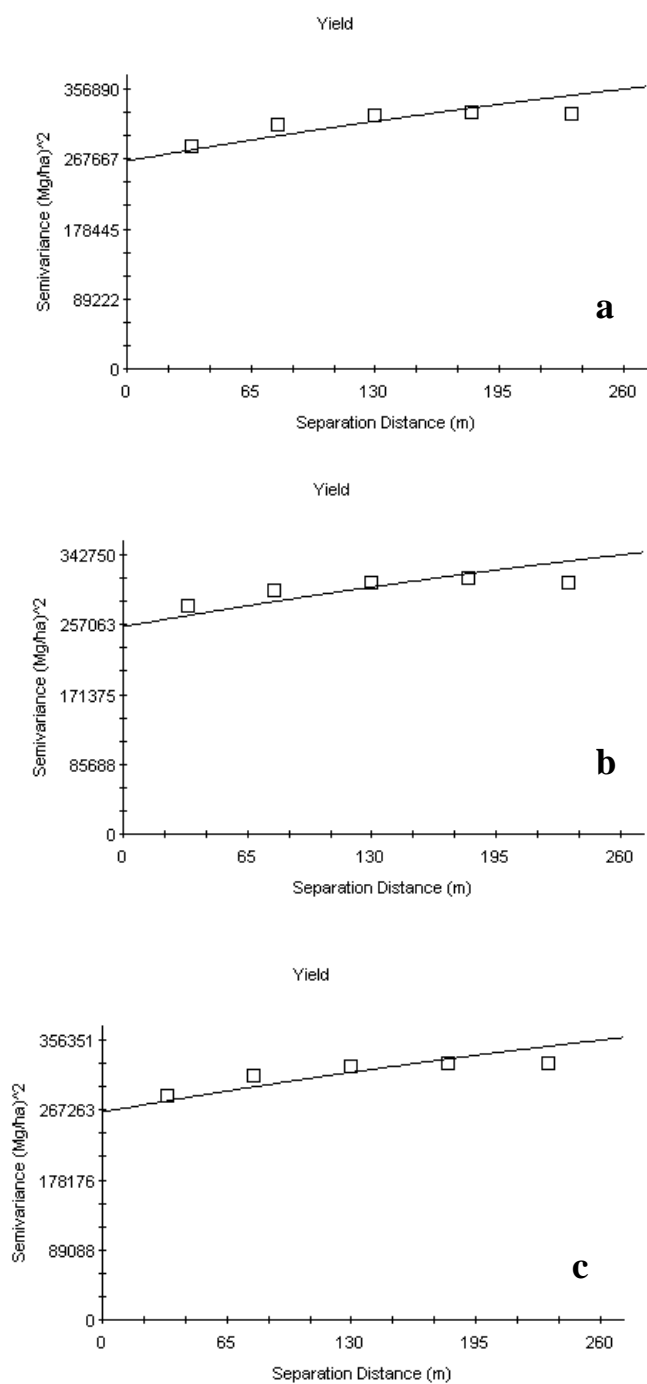 Yield
356890
267667
178445
89222
0
Semivariance (Mg/ha)^2
a
0 65 130 195 260
Separation Distance (m)
Yield
342750
257063
171375
85688
0
Semivariance (Mg/ha)^2
b
0 65 130 195 260
Separation Distance (m)
Yield
356351
267263
178176
89088
0
Semivariance (Mg/ha)^2
c
0 65 130 195 260
Separation Distance (m)